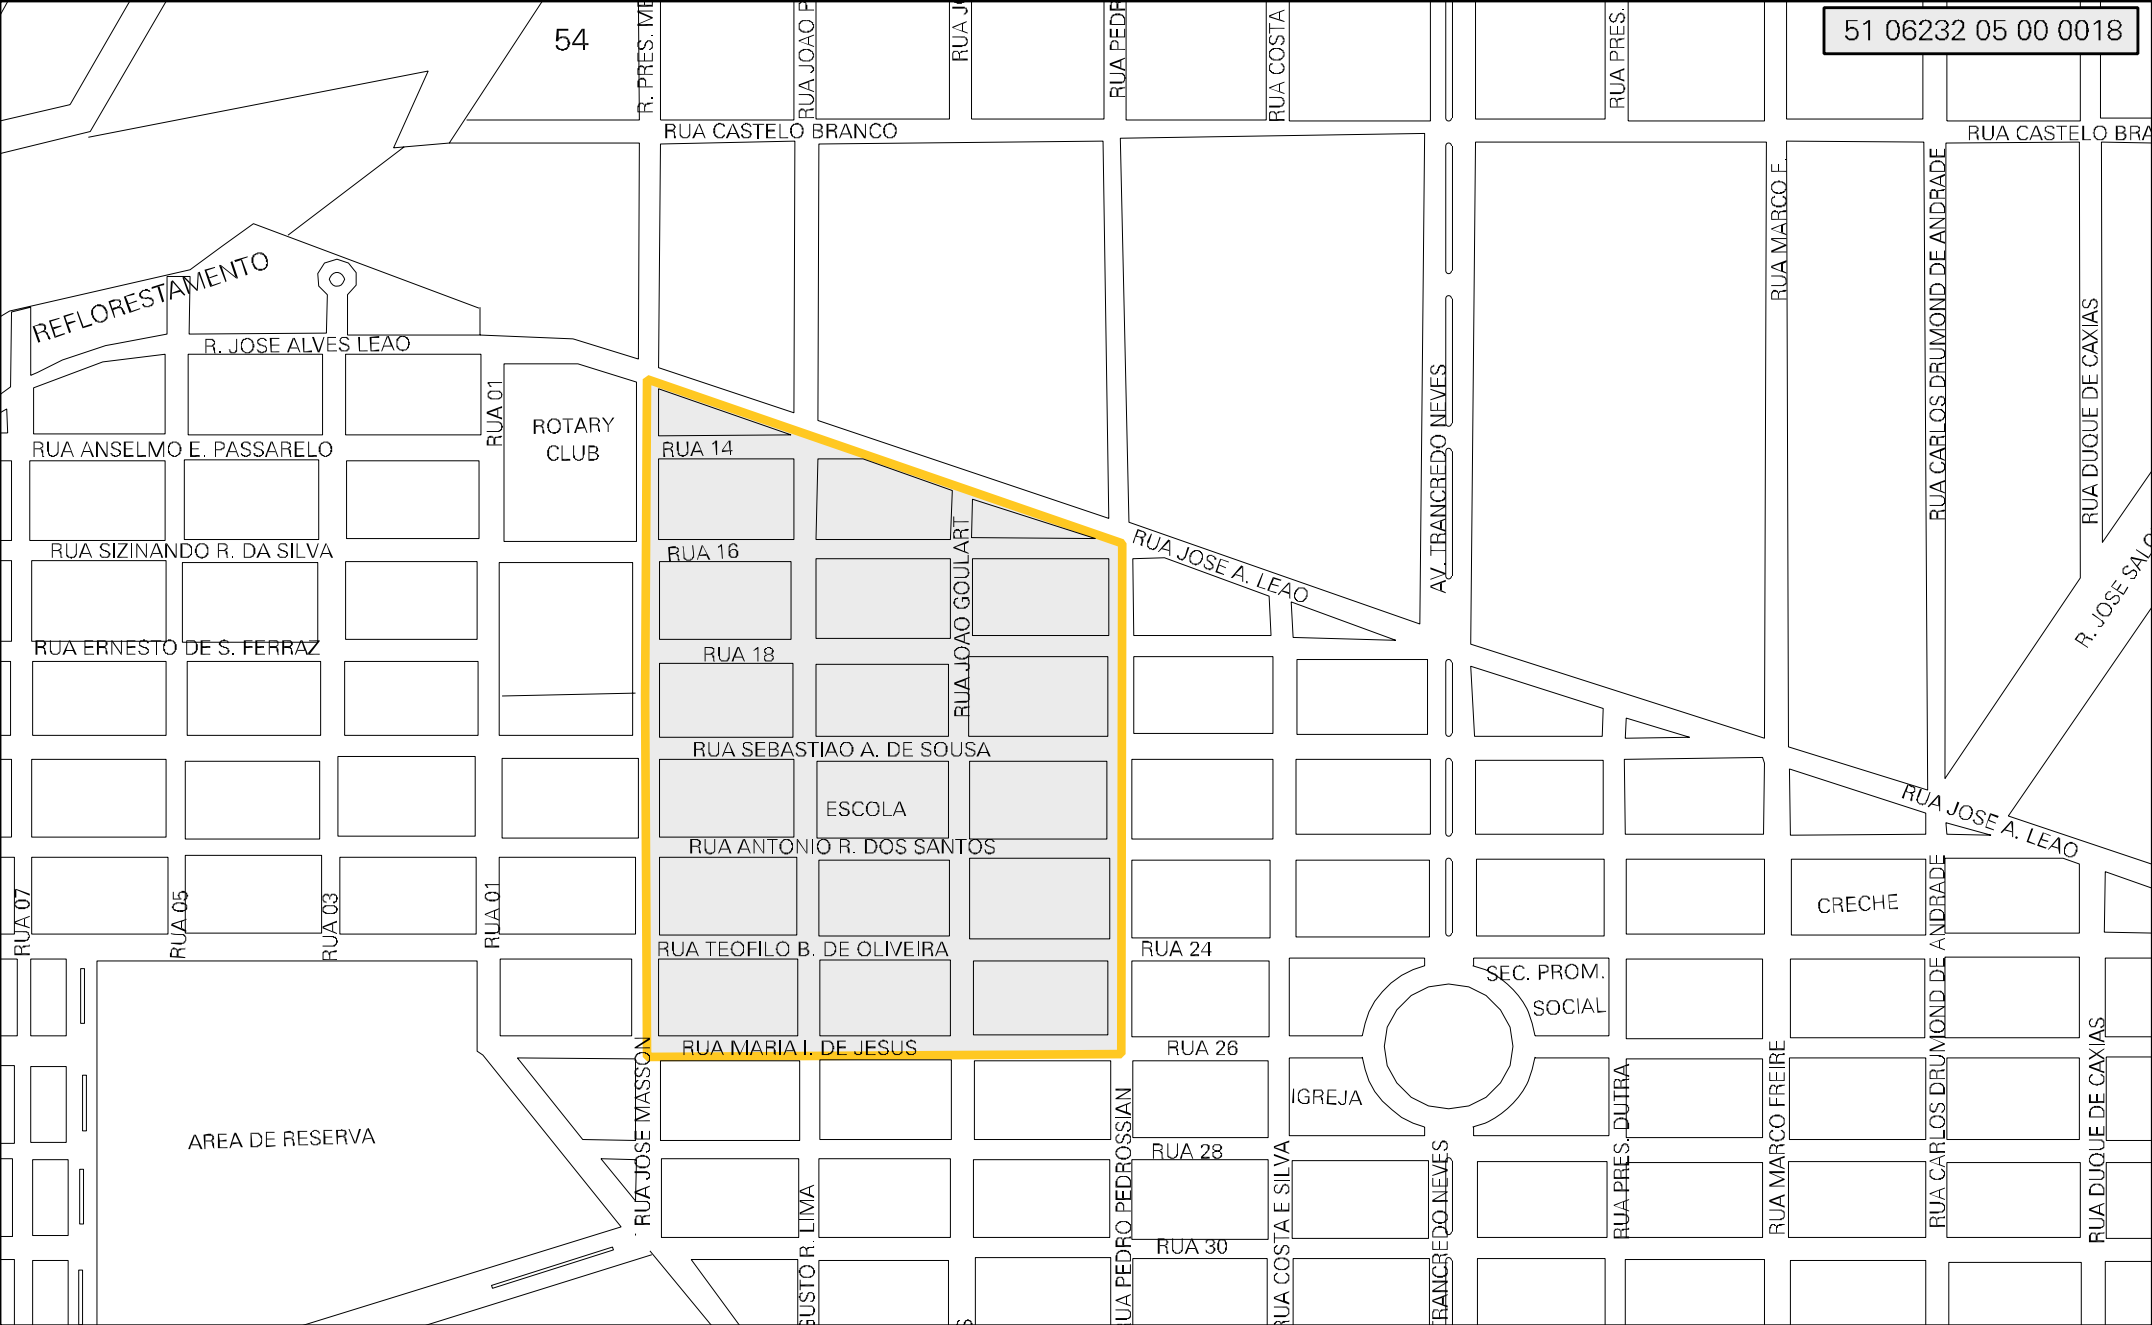 54
R. PRES. ME
RUA JOAO P
RUA JO
RUA PEDR
RUA COSTA
RUA PRES.
51 06232 05 00 0018
RUA CASTELO BRANCO
RUA CASTELO BRA
RUA MARCO F.
RUA CARLOS DRUMOND DE ANDRADE
REFLORESTAMENTO
R. JOSE ALVES LEAO
RUA DUQUE DE CAXIAS
RUA 01
ROTARY
CLUB
AV. TRANCREDO NEVES
RUA ANSELMO E. PASSARELO
RUA 14
RUA SIZINANDO R. DA SILVA
RUA 16
RUA JOAO GOULART
RUA JOSE A. LEAO
R. JOSE SALO
RUA ERNESTO DE S. FERRAZ
RUA 18
RUA SEBASTIAO A. DE SOUSA
ESCOLA
RUA JOSE A. LEAO
RUA ANTONIO R. DOS SANTOS
RUA 07
RUA 05
RUA 03
RUA 01
CRECHE
RUA TEOFILO B. DE OLIVEIRA
RUA 24
SEC. PROM.
SOCIAL
RUA CARLOS DRUMOND DE ANDRADE
RUA MARIA I. DE JESUS
RUA 26
RUA JOSE MASSON
IGREJA
RUA PRES. DUTRA
RUA MARCO FREIRE
RUA DUQUE DE CAXIAS
AREA DE RESERVA
RUA 28
RUA PEDRO PEDROSSIAN
RUA COSTA E SILVA
TRANCREDO NEVES
GUSTO R. LIMA
RUA 30
S